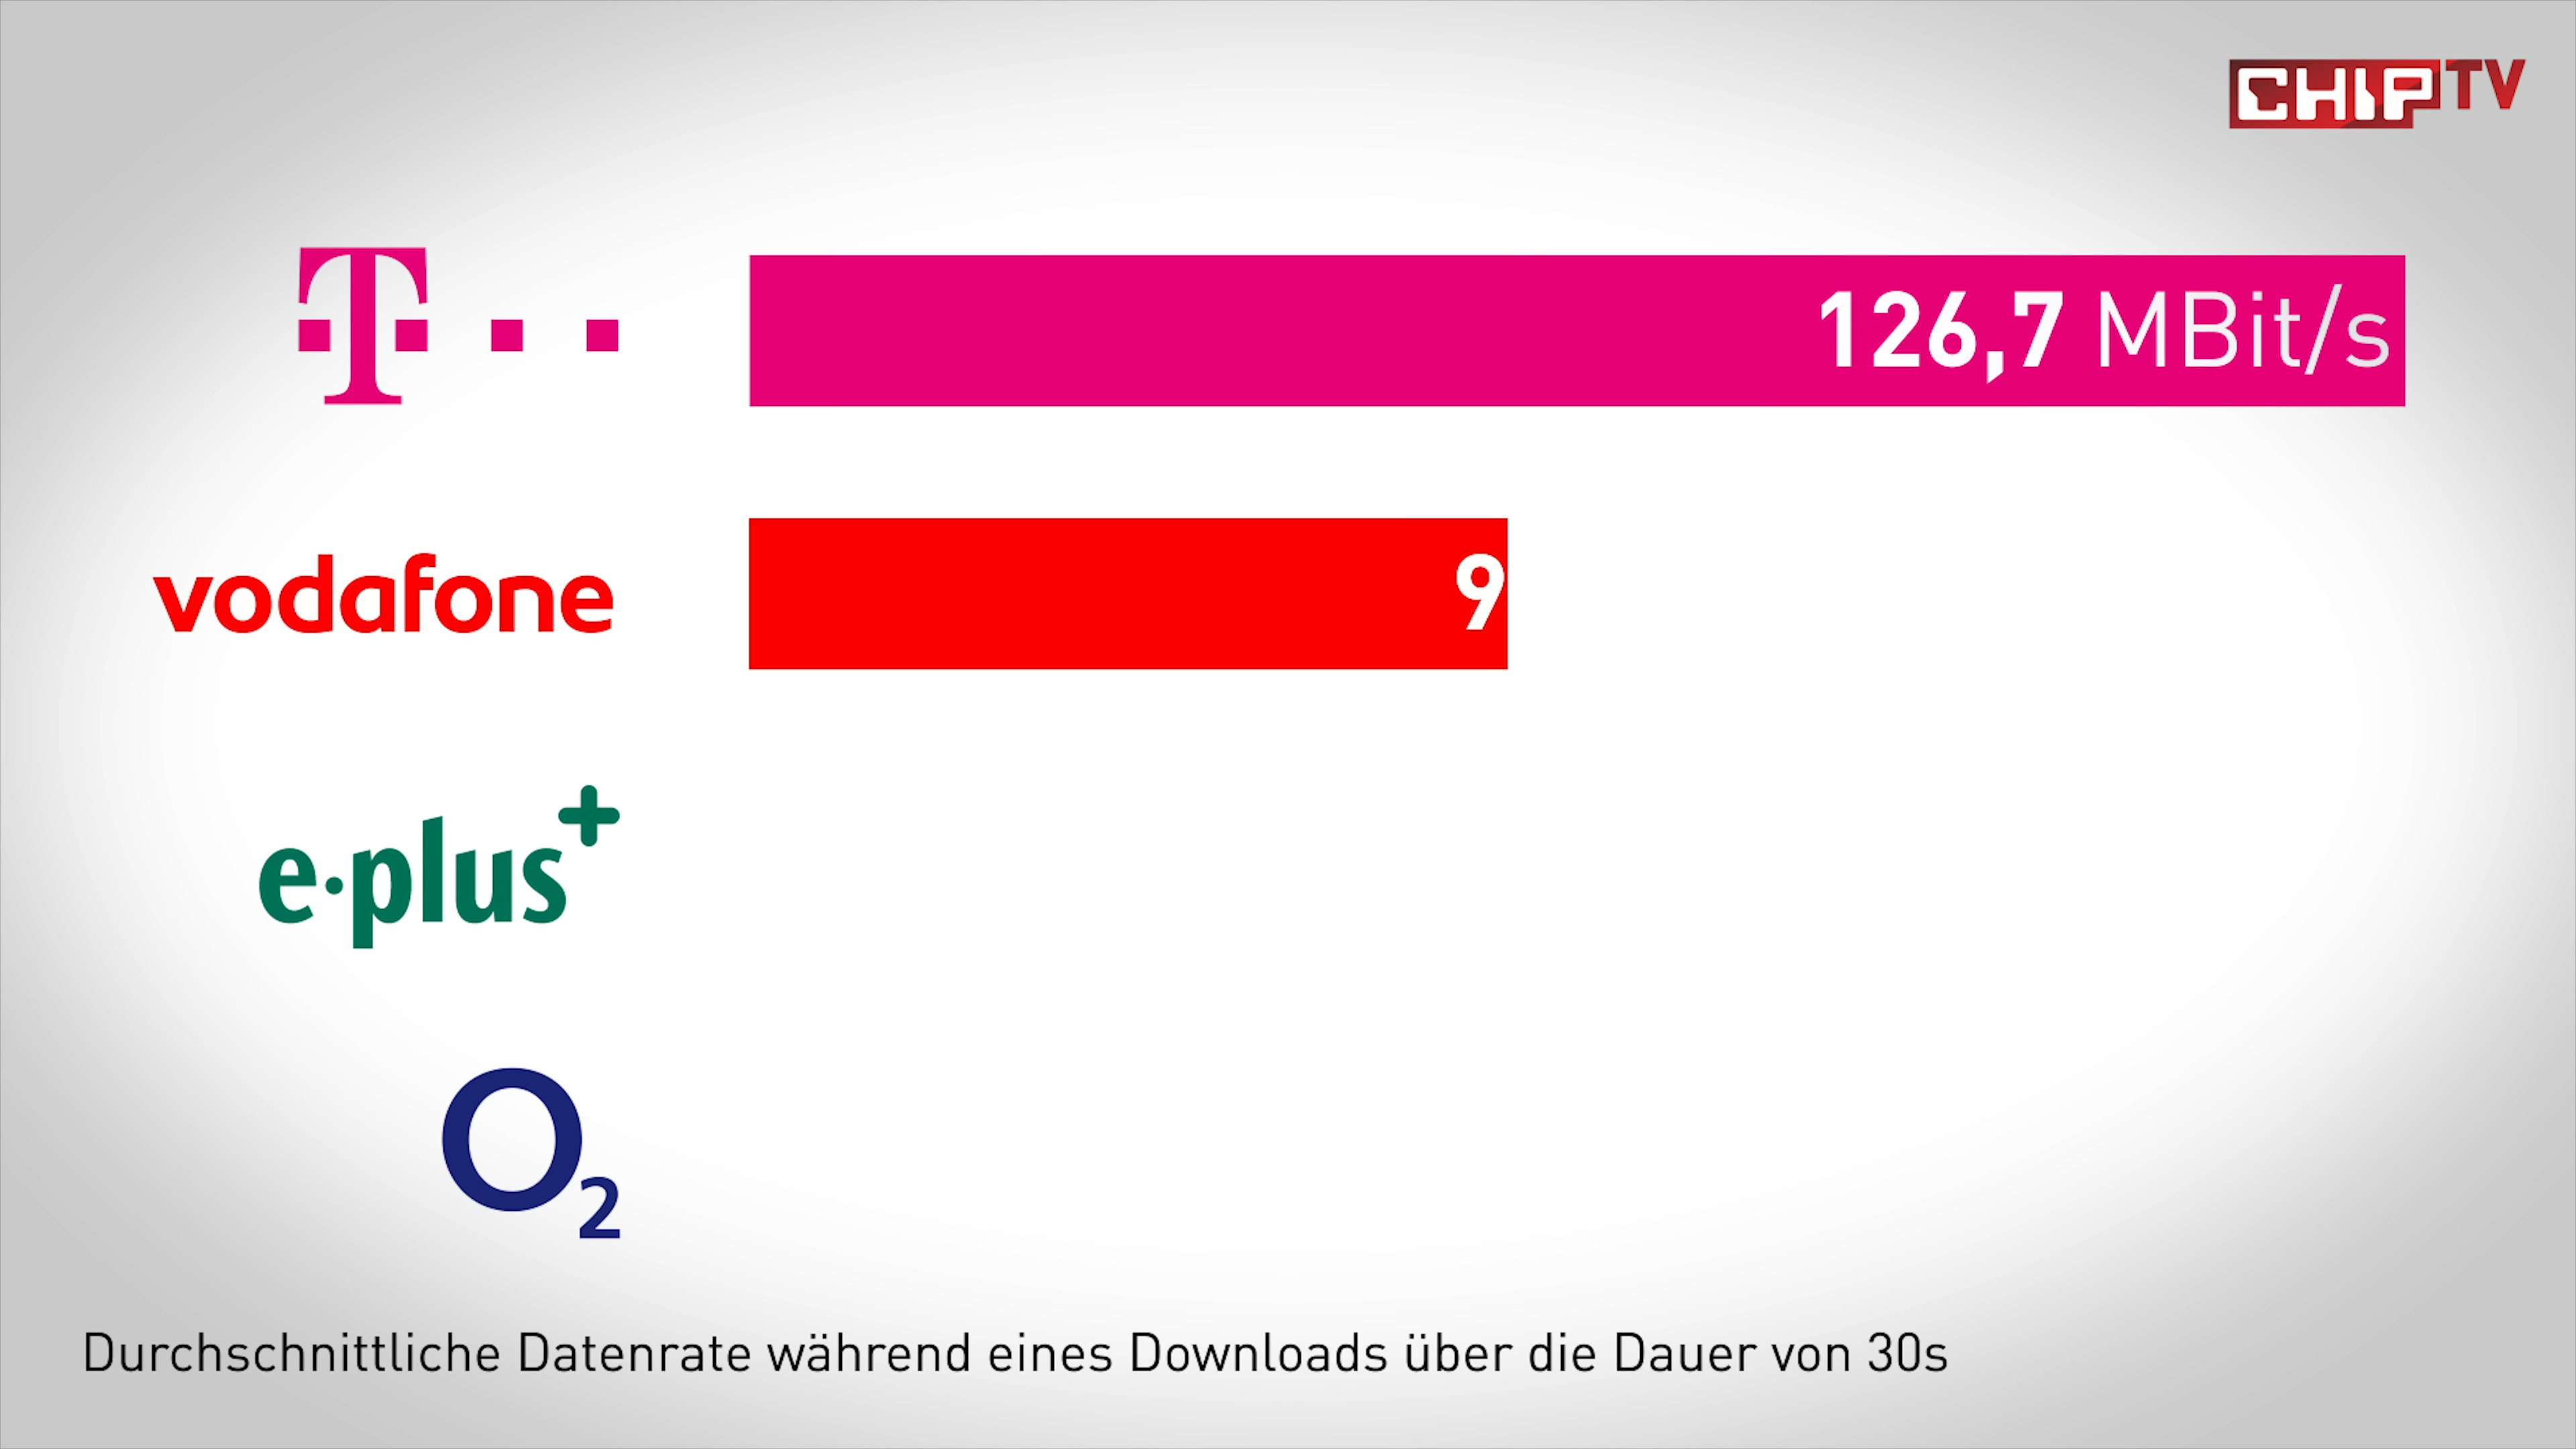 CHIP TV
T
126,7 MBit/s
vodafone
9
e·plus+
O2
Durchschnittliche Datenrate während eines Downloads über die Dauer von 30s